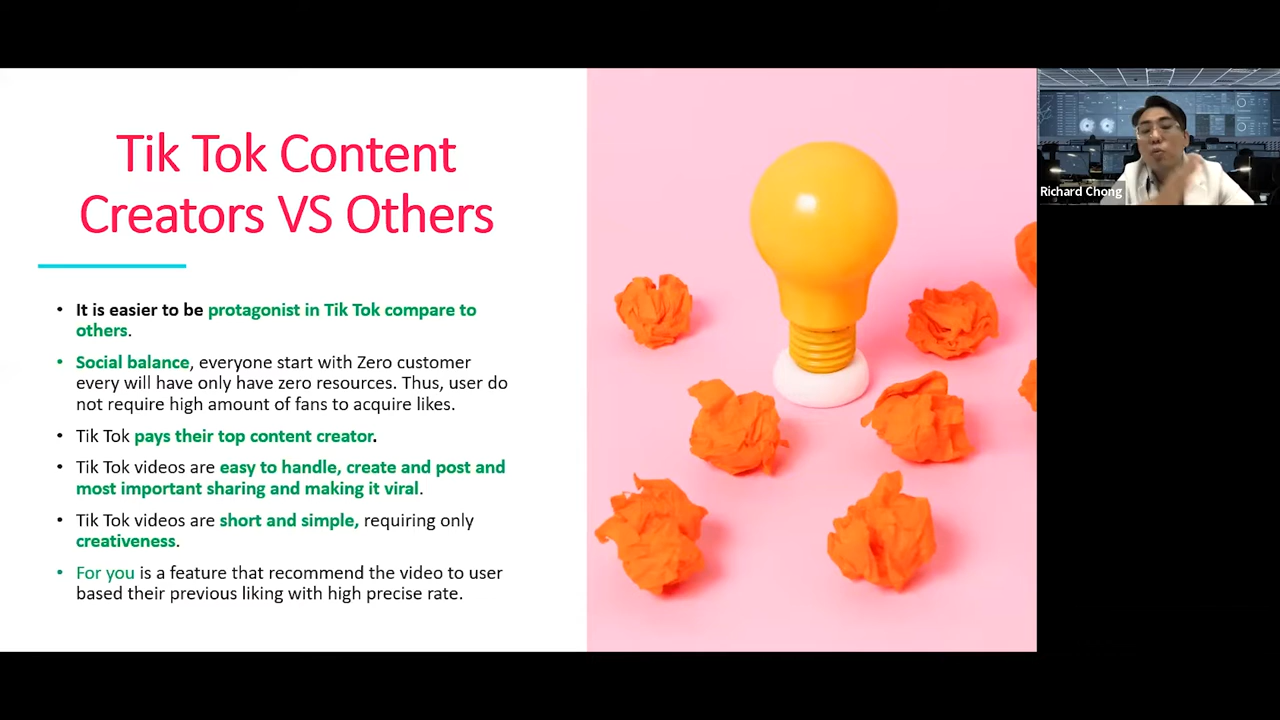 Tik Tok Content
Creators VS Others
• It is easier to be protagonist in Tik Tok compare to
others.
• Social balance, everyone start with Zero customer
every will have only have zero resources. Thus, user do
not require high amount of fans to acquire likes.
• Tik Tok pays their top content creator.
• Tik Tok videos are easy to handle, create and post and
most important sharing and making it viral.
• Tik Tok videos are short and simple, requiring only
creativeness.
• For you is a feature that recommend the video to user
based their previous liking with high precise rate.
Richard Chong